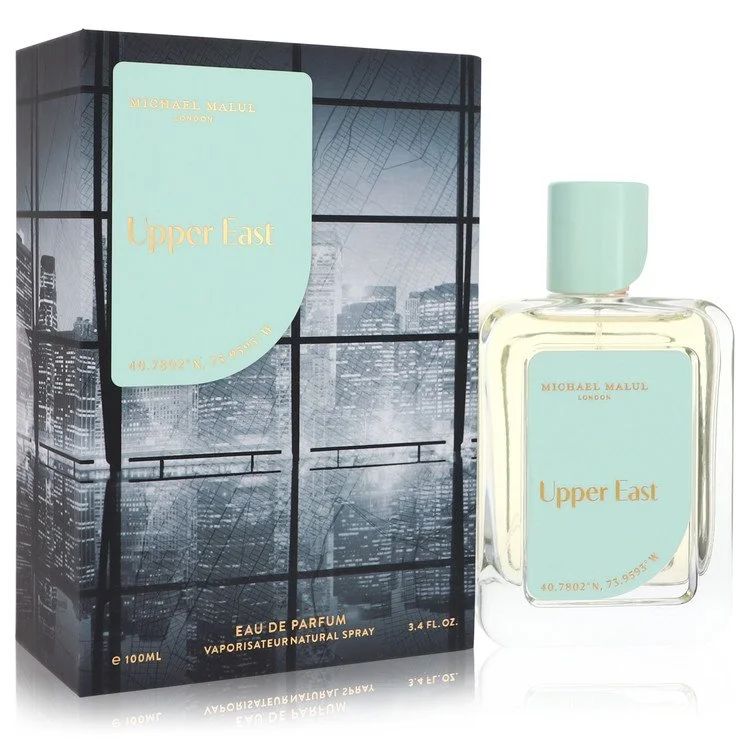 MICHAEL MALUL
LONDON
Upper East
40.7802°N, 73.9593°W
EAU DE PARFUM
VAPORISATEUR NATURAL SPRAY
3.4 FL.OZ.
e 100ML
MICHAEL MALUL
LONDON
Upper East
40.7802°N, 73.9593°W